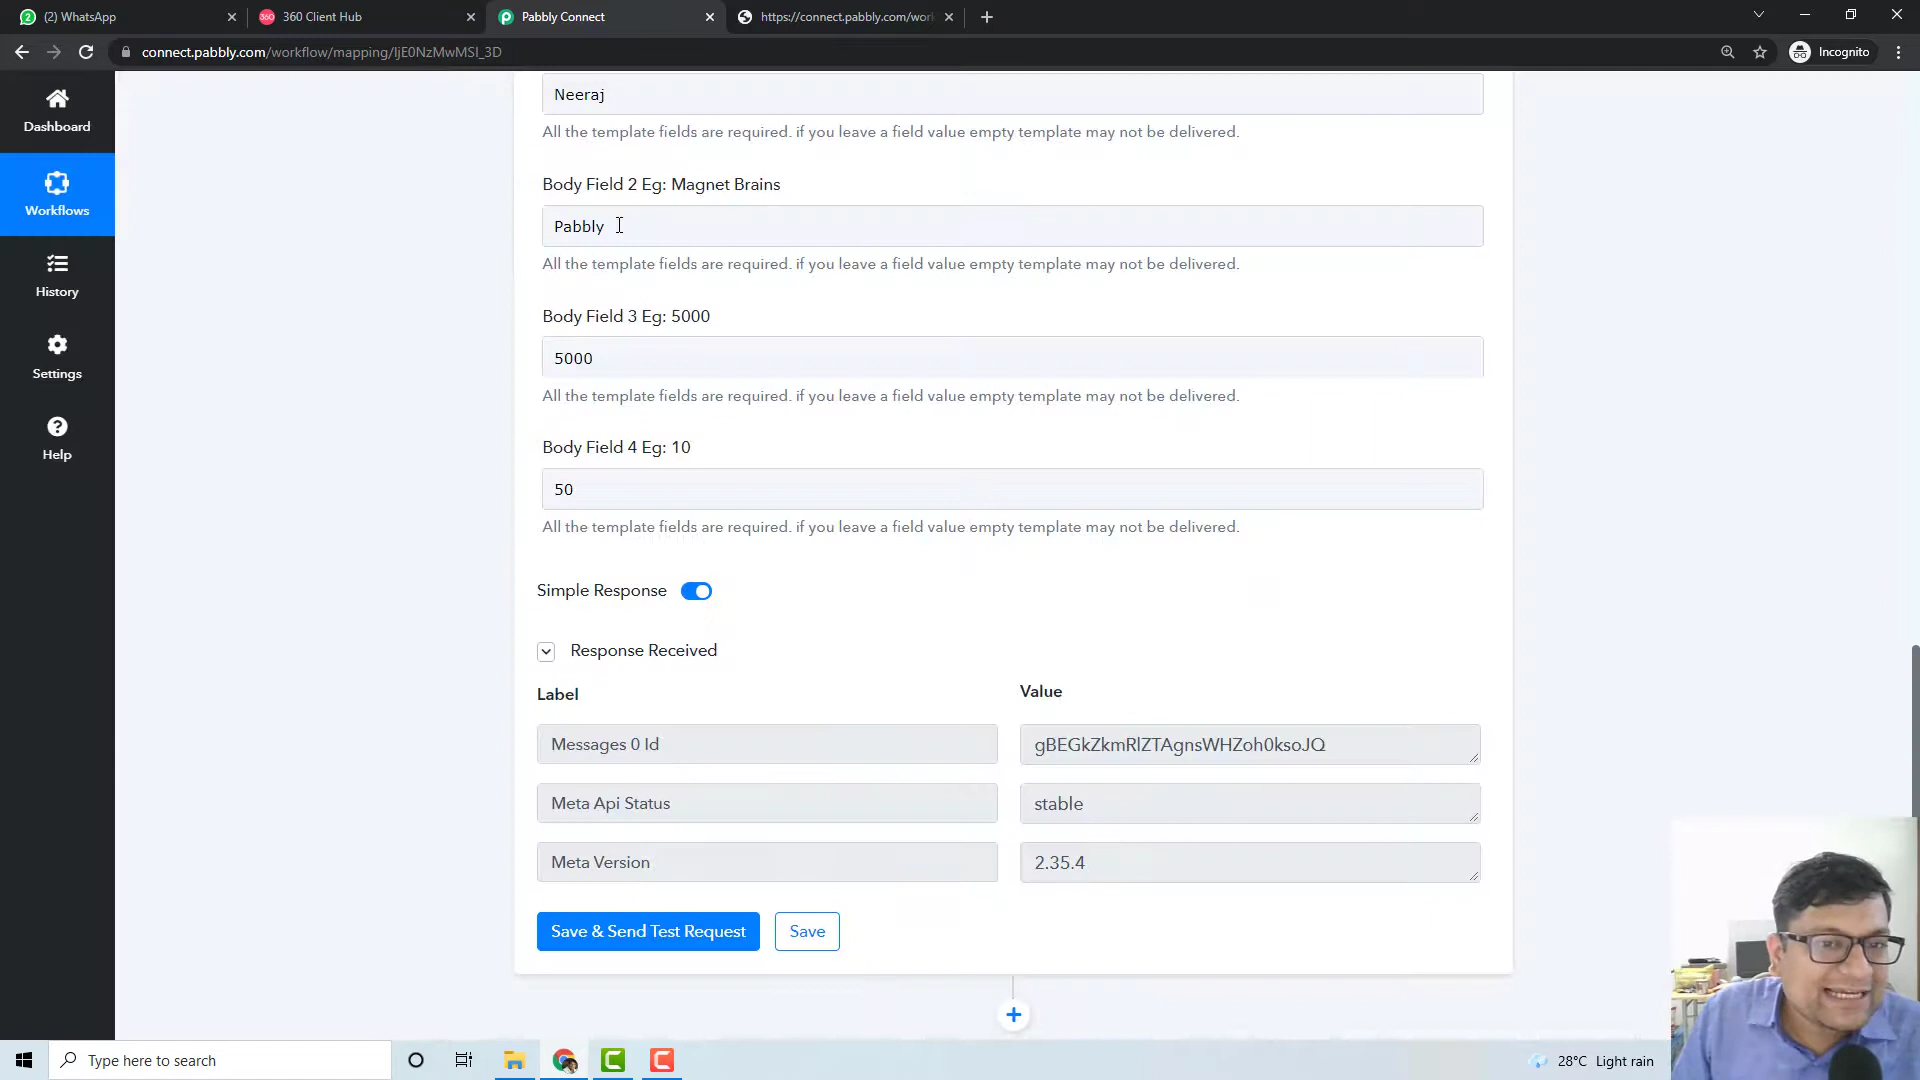 (2) WhatsApp
360 Client Hub
Pabbly Connect
https://connect.pabbly.com/wor
connect.pabbly.com/workflow/mapping/IjE0NzMwMSI_3D
Incognito
Dashboard
Workflows
History
Settings
Help
Neeraj
All the template fields are required. if you leave a field value empty template may not be delivered.
Body Field 2 Eg: Magnet Brains
Pabbly
All the template fields are required. if you leave a field value empty template may not be delivered.
Body Field 3 Eg: 5000
5000
All the template fields are required. if you leave a field value empty template may not be delivered.
Body Field 4 Eg: 10
50
All the template fields are required. if you leave a field value empty template may not be delivered.
Simple Response
Response Received
Label
Value
Messages 0 Id
gBEGkZkmRlZTAgnsWHZoh0ksoJQ
Meta Api Status
stable
Meta Version
2.35.4
Save & Send Test Request
Save
Type here to search
28°C Light rain